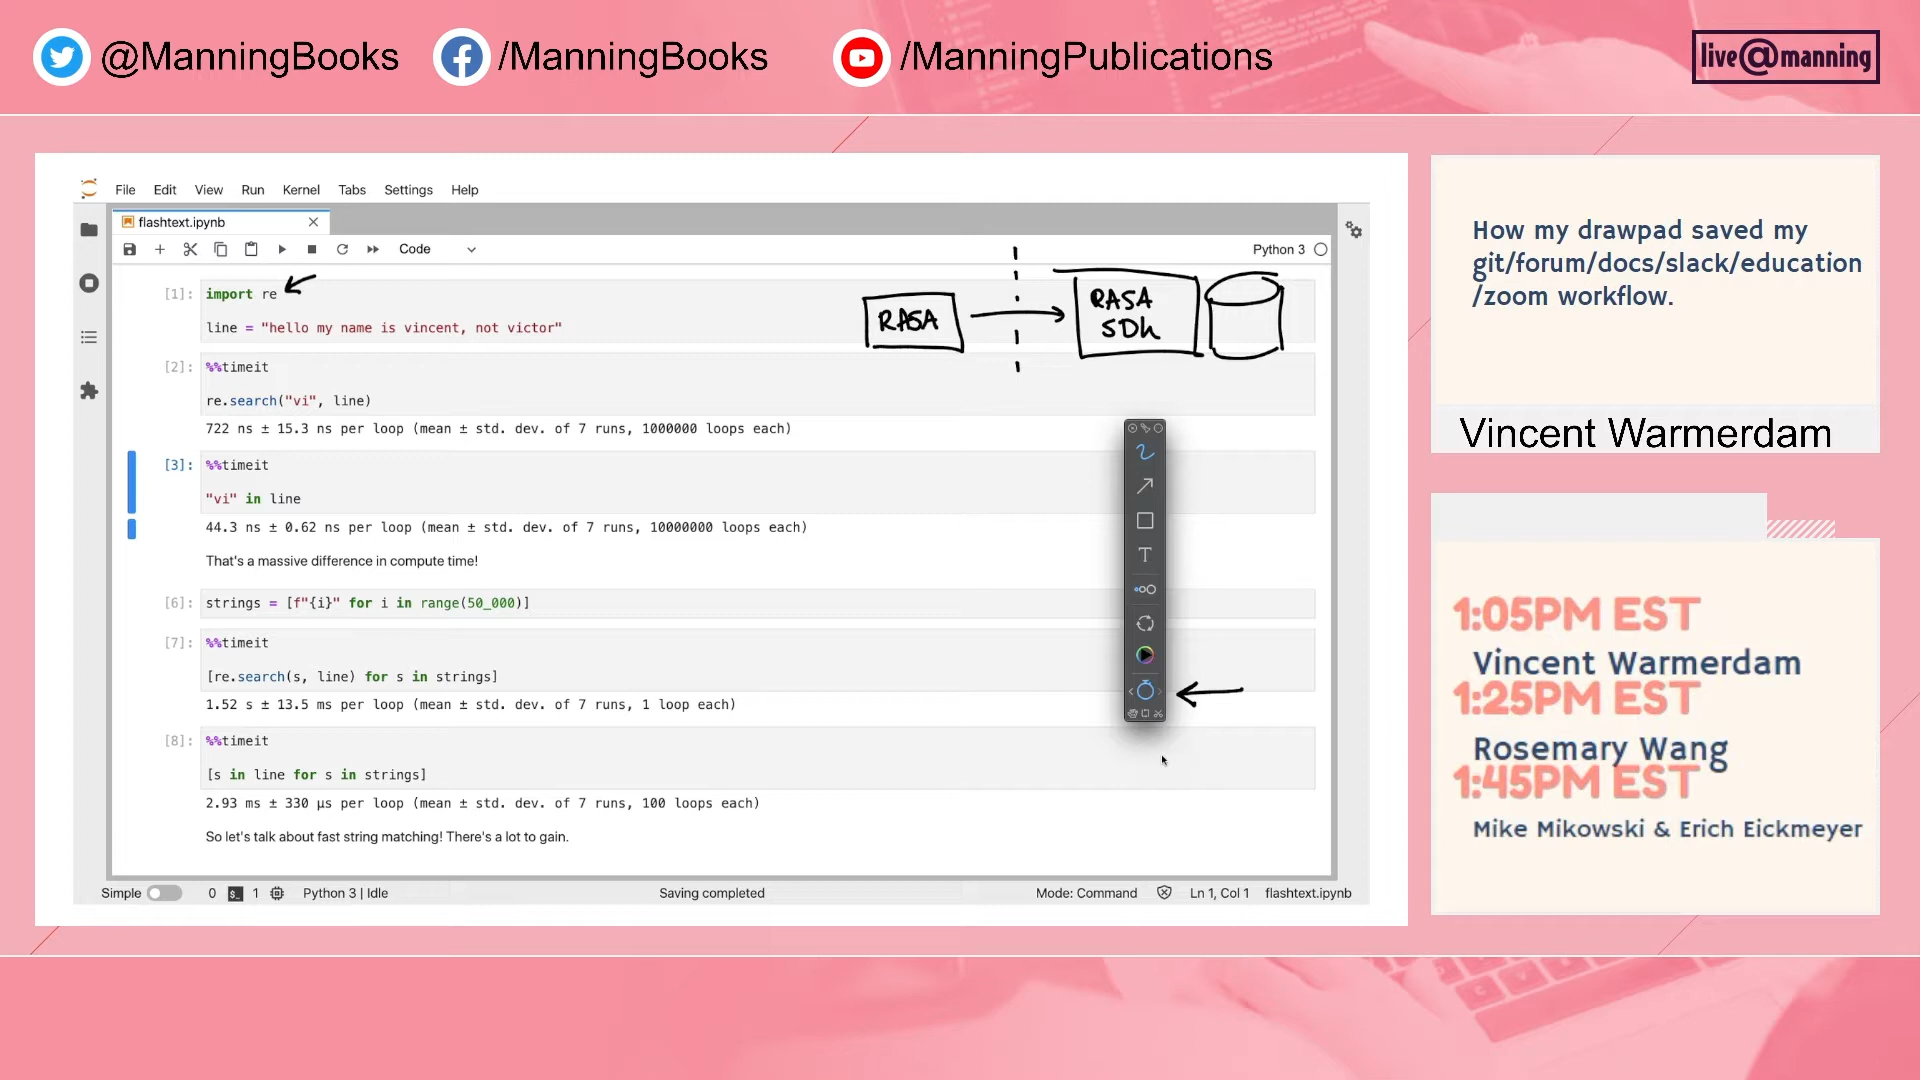 @ManningBooks /ManningBooks /ManningPublications live@manning
File Edit View Run Kernel Tabs Settings Help
flashtext.ipynb
Code Python 3
[1]: import re
line = "hello my name is vincent, not victor"
RASA
RASA
SDK
[2]: %%timeit
re.search("vi", line)
722 ns ± 15.3 ns per loop (mean ± std. dev. of 7 runs, 1000000 loops each)
[3]: %%timeit
"vi" in line
44.3 ns ± 0.62 ns per loop (mean ± std. dev. of 7 runs, 10000000 loops each)
That's a massive difference in compute time!
[6]: strings = [f"{i}" for i in range(50_000)]
[7]: %%timeit
[re.search(s, line) for s in strings]
1.52 s ± 13.5 ms per loop (mean ± std. dev. of 7 runs, 1 loop each)
[8]: %%timeit
[s in line for s in strings]
2.93 ms ± 330 µs per loop (mean ± std. dev. of 7 runs, 100 loops each)
So let's talk about fast string matching! There's a lot to gain.
T
Simple 0 $_ 1 Python 3 | Idle Saving completed Mode: Command Ln 1, Col 1 flashtext.ipynb
How my drawpad saved my
git/forum/docs/slack/education
/zoom workflow.
Vincent Warmerdam
1:05PM EST
Vincent Warmerdam
1:25PM EST
Rosemary Wang
1:45PM EST
Mike Mikowski & Erich Eickmeyer